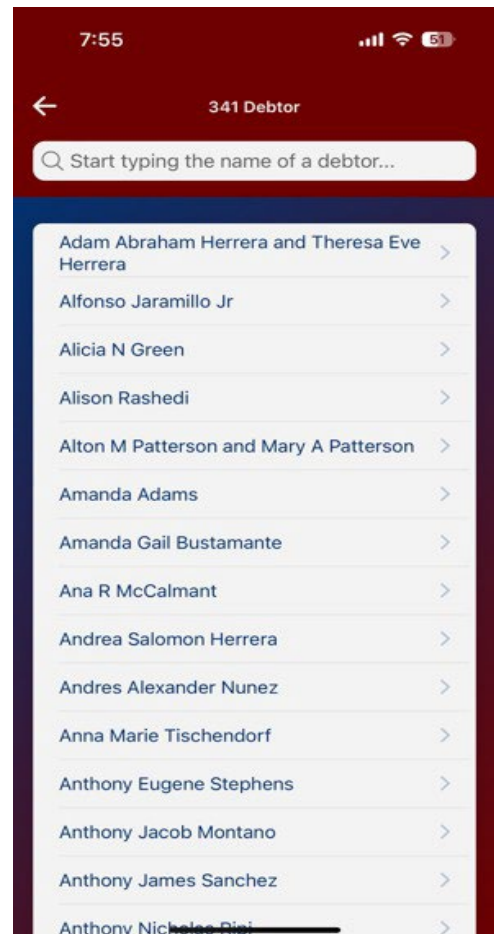 7:55
51
341 Debtor
Start typing the name of a debtor...
Adam Abraham Herrera and Theresa Eve
Herrera
Alfonso Jaramillo Jr
Alicia N Green
Alison Rashedi
Alton M Patterson and Mary A Patterson
Amanda Adams
Amanda Gail Bustamante
Ana R McCalmant
Andrea Salomon Herrera
Andres Alexander Nunez
Anna Marie Tischendorf
Anthony Eugene Stephens
Anthony Jacob Montano
Anthony James Sanchez
Anthony